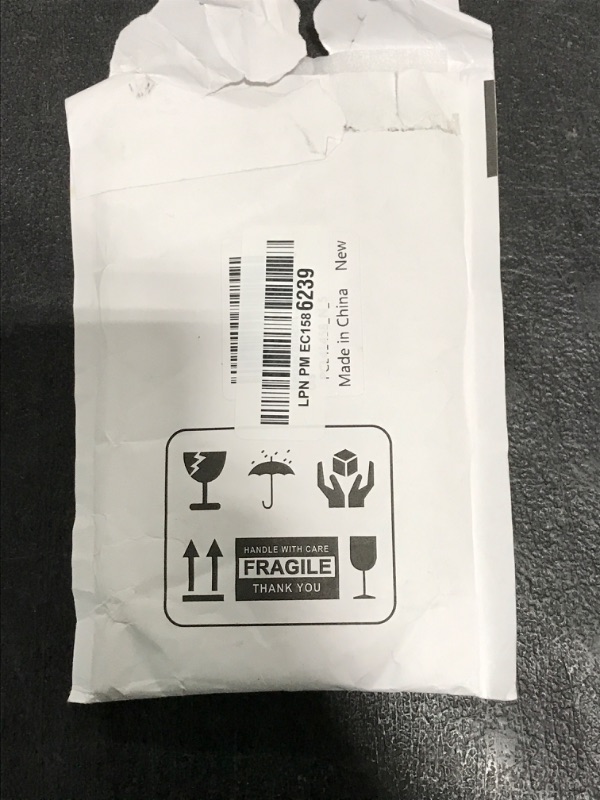 LPN PM EC1586239
Made in China New
HANDLE WITH CARE
FRAGILE
THANK YOU